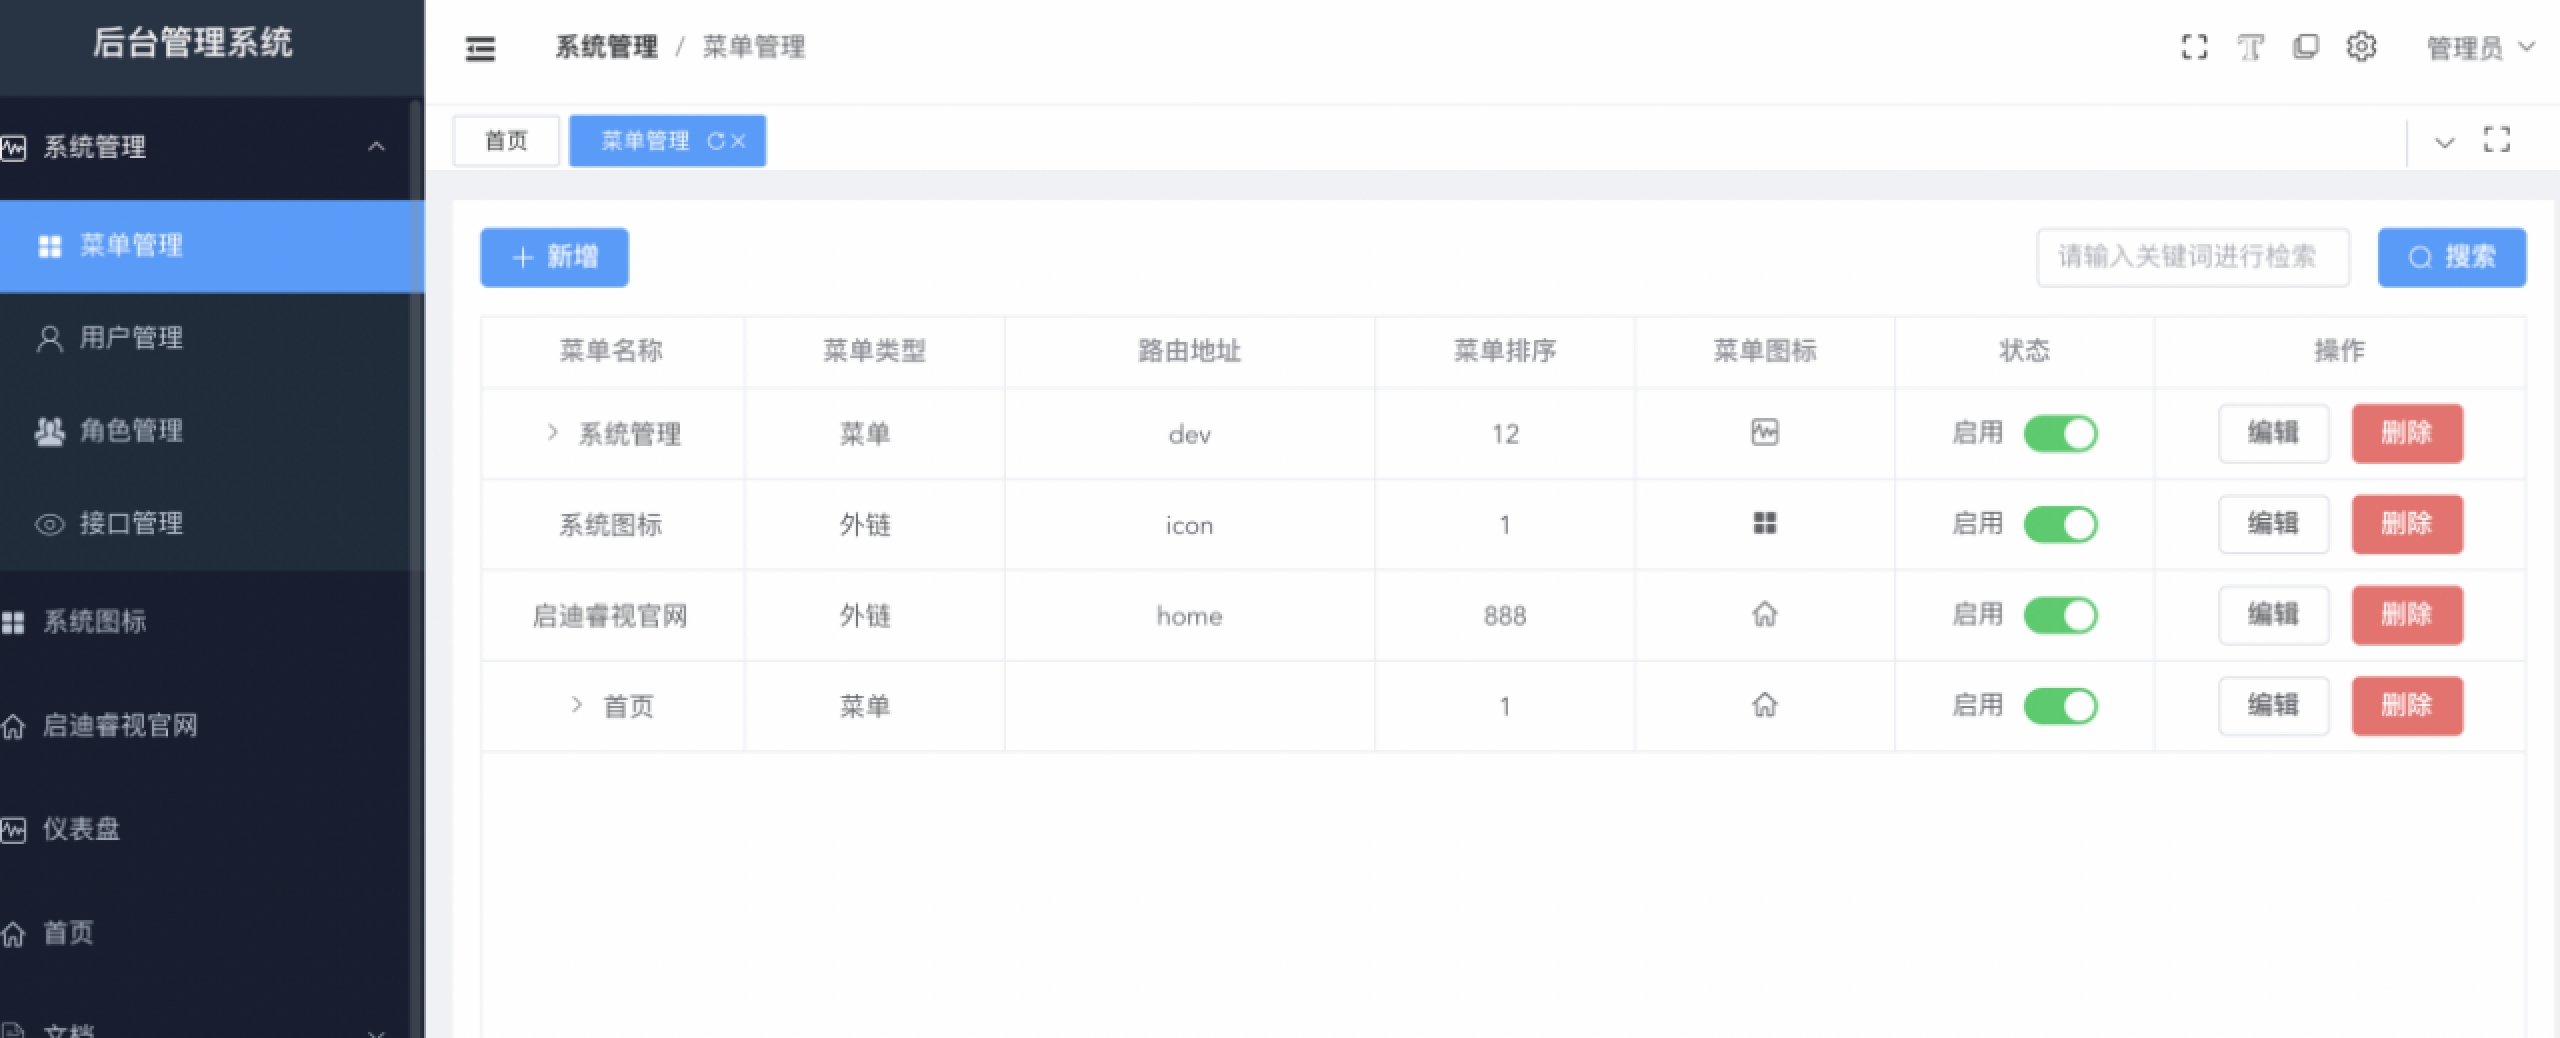 后台管理系统
系统管理
菜单管理
用户管理
角色管理
接口管理
系统图标
启迪睿视官网
仪表盘
首页
文档
系统管理 / 菜单管理
管理员
首页 菜单管理
新增
请输入关键词进行检索 搜索
菜单名称 菜单类型 路由地址 菜单排序 菜单图标 状态 操作
系统管理 菜单 dev 12 启用 编辑 删除
系统图标 外链 icon 1 启用 编辑 删除
启迪睿视官网 外链 home 888 启用 编辑 删除
首页 菜单 1 启用 编辑 删除